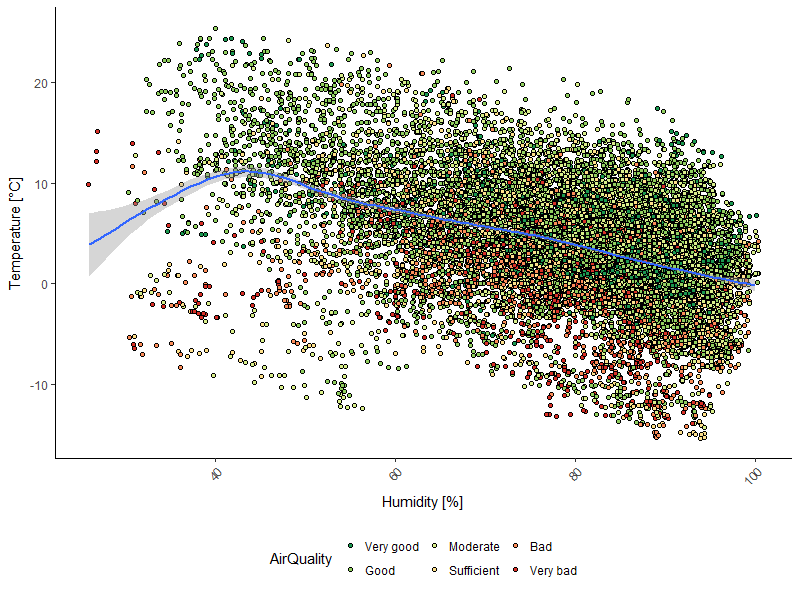 20
10
0
-10
Temperature [°C]
40
60
80
100
Humidity [%]
AirQuality
Very good
Moderate
Bad
Good
Sufficient
Very bad